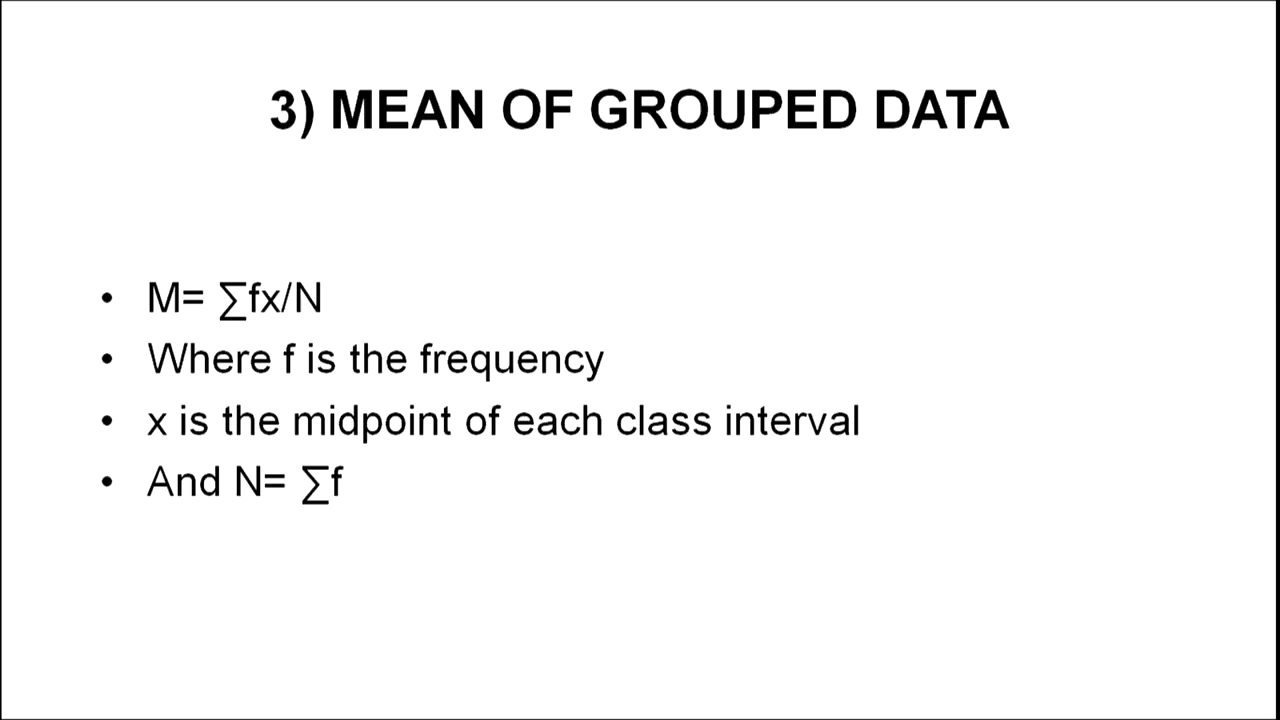 3) MEAN OF GROUPED DATA
• M= ∑fx/N
• Where f is the frequency
• x is the midpoint of each class interval
• And N= ∑f